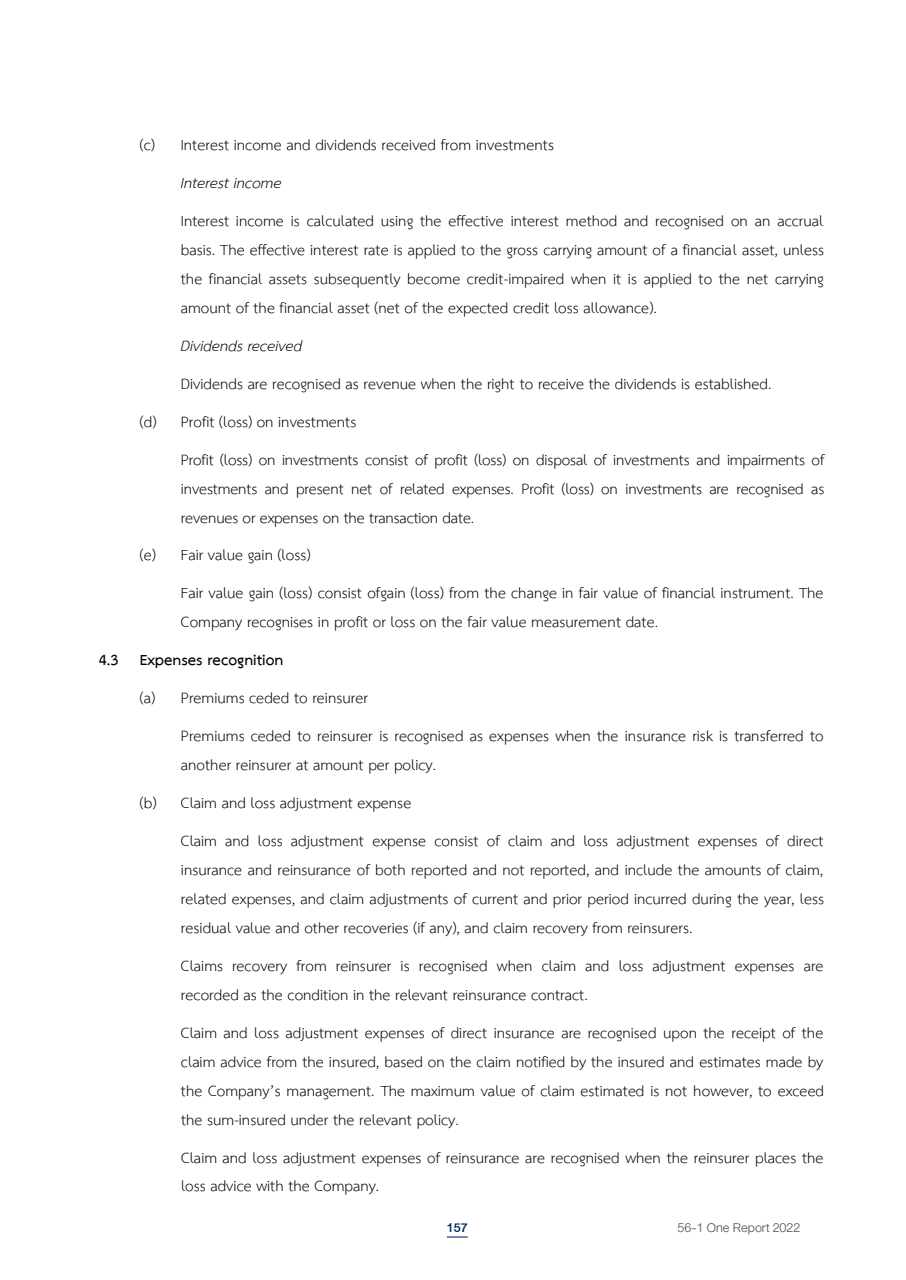 (c) Interest income and dividends received from investments
Interest income
Interest income is calculated using the effective interest method and recognised on an accrual
basis. The effective interest rate is applied to the gross carrying amount of a financial asset, unless
the financial assets subsequently become credit-impaired when it is applied to the net carrying
amount of the financial asset (net of the expected credit loss allowance).
Dividends received
Dividends are recognised as revenue when the right to receive the dividends is established.
(d) Profit (loss) on investments
Profit (loss) on investments consist of profit (loss) on disposal of investments and impairments of
investments and present net of related expenses. Profit (loss) on investments are recognised as
revenues or expenses on the transaction date.
(e) Fair value gain (loss)
Fair value gain (loss) consist ofgain (loss) from the change in fair value of financial instrument. The
Company recognises in profit or loss on the fair value measurement date.
4.3 Expenses recognition
(a) Premiums ceded to reinsurer
Premiums ceded to reinsurer is recognised as expenses when the insurance risk is transferred to
another reinsurer at amount per policy.
(b) Claim and loss adjustment expense
Claim and loss adjustment expense consist of claim and loss adjustment expenses of direct
insurance and reinsurance of both reported and not reported, and include the amounts of claim,
related expenses, and claim adjustments of current and prior period incurred during the year, less
residual value and other recoveries (if any), and claim recovery from reinsurers.
Claims recovery from reinsurer is recognised when claim and loss adjustment expenses are
recorded as the condition in the relevant reinsurance contract.
Claim and loss adjustment expenses of direct insurance are recognised upon the receipt of the
claim advice from the insured, based on the claim notified by the insured and estimates made by
the Company's management. The maximum value of claim estimated is not however, to exceed
the sum-insured under the relevant policy.
Claim and loss adjustment expenses of reinsurance are recognised when the reinsurer places the
loss advice with the Company.
157
56-1 One Report 2022